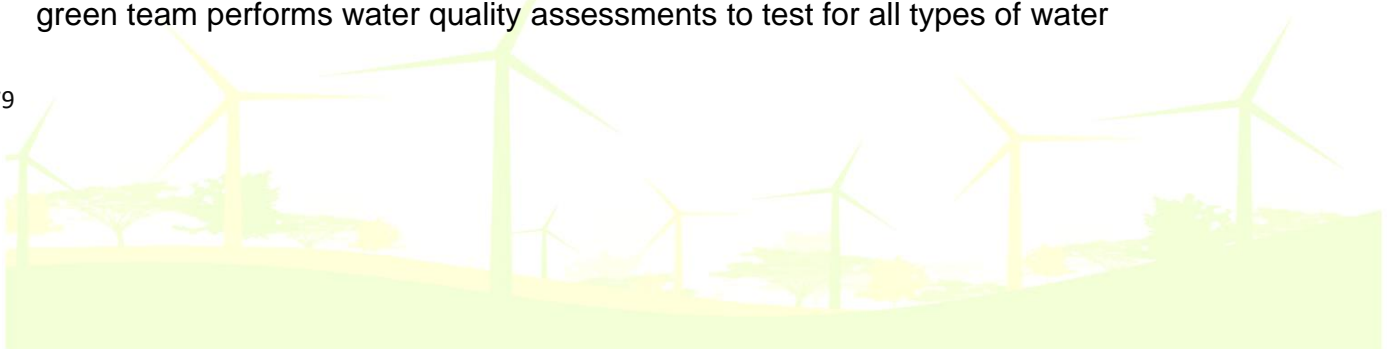 green team performs water quality assessments to test for all types of water
9